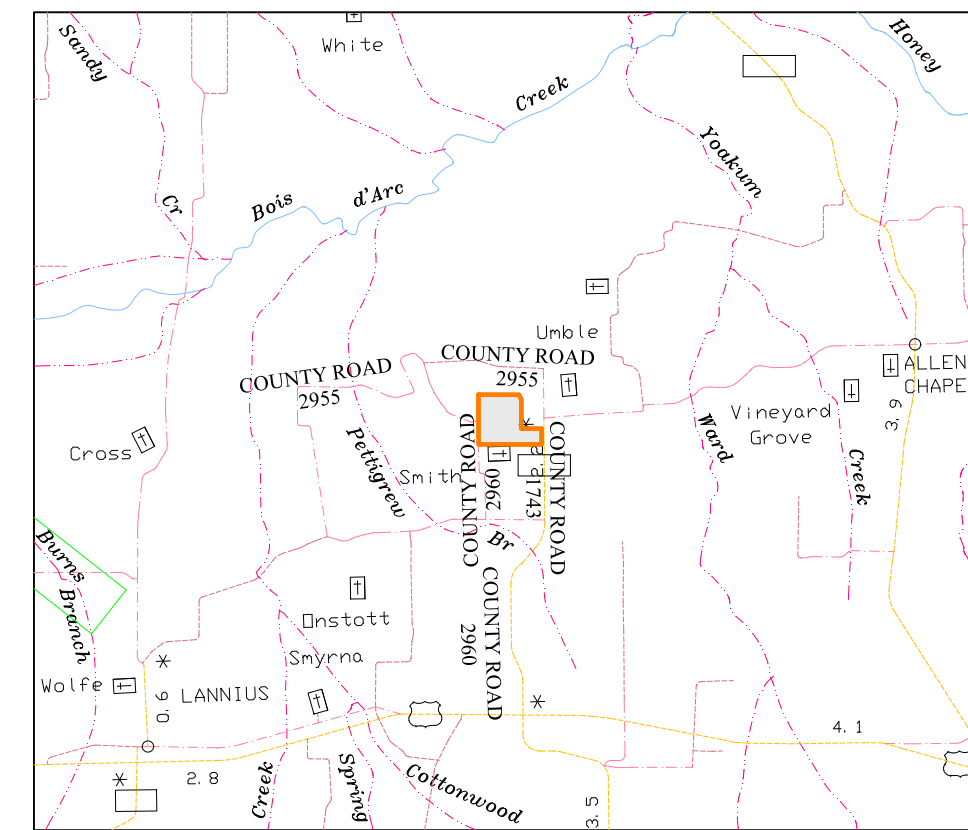 Sandy
White
Honey
Creek
Yoakum
Cr
Bois
d'Arc
Umble
COUNTY ROAD
2955
COUNTY ROAD
2955
ALLEN
CHAPE
3.9
Vineyard
Grove
Ward
Creek
Cross
Pettigrew
Smith
COUNTY ROAD
2960
1743
COUNTY ROAD
Br
Burns
Branch
COUNTY ROAD
2960
Onstott
Smyrna
Wolfe
0.6
LANNIUS
4.1
2.8
Creek
Spring
Cottonwood
3.5